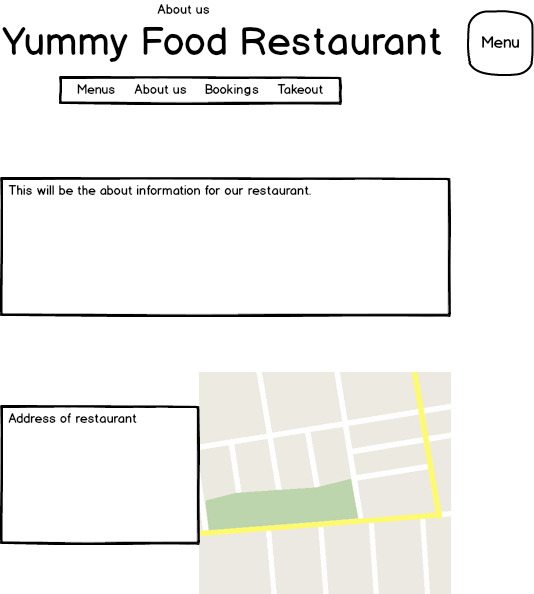 About us
Yummy Food Restaurant
Menu
Menus About us Bookings Takeout
This will be the about information for our restaurant.
Address of restaurant